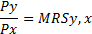 Py/Px = MRSy,x